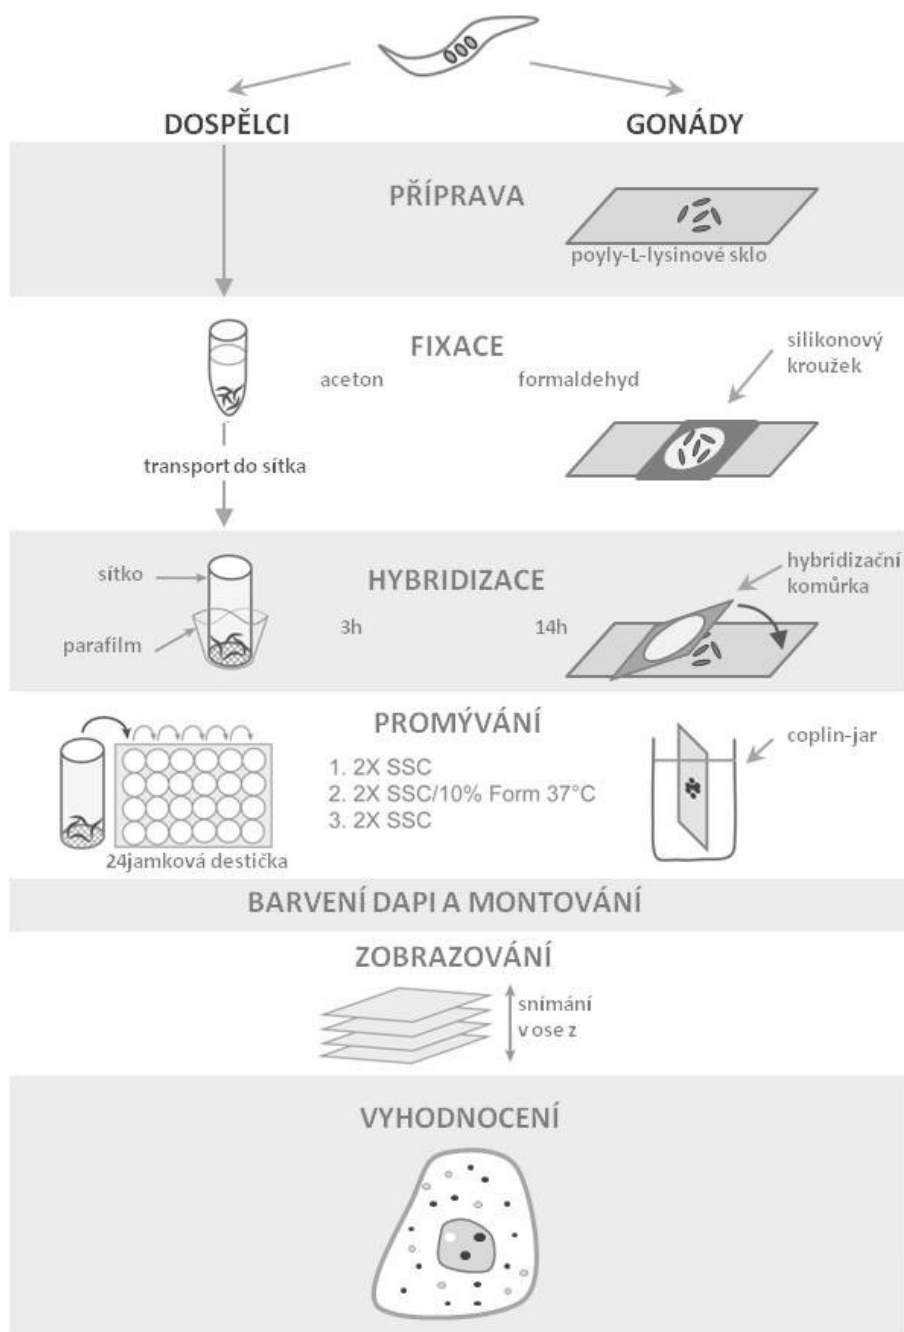 DOSPĚLCI
GONÁDY
PŘÍPRAVA
poyly-L-lysinové sklo
FIXACE
aceton
formaldehyd
silikonový
kroužek
transport do sítka
HYBRIDIZACE
sítko
parafilm
3h
14h
hybridizační
komůrka
PROMÝVÁNÍ
1. 2X SSC
2. 2X SSC/10% Form 37°C
3. 2X SSC
coplin-jar
24jamková destička
BARVENÍ DAPI A MONTOVÁNÍ
ZOBRAZOVÁNÍ
snímání
v ose z
VYHODNOCENÍ